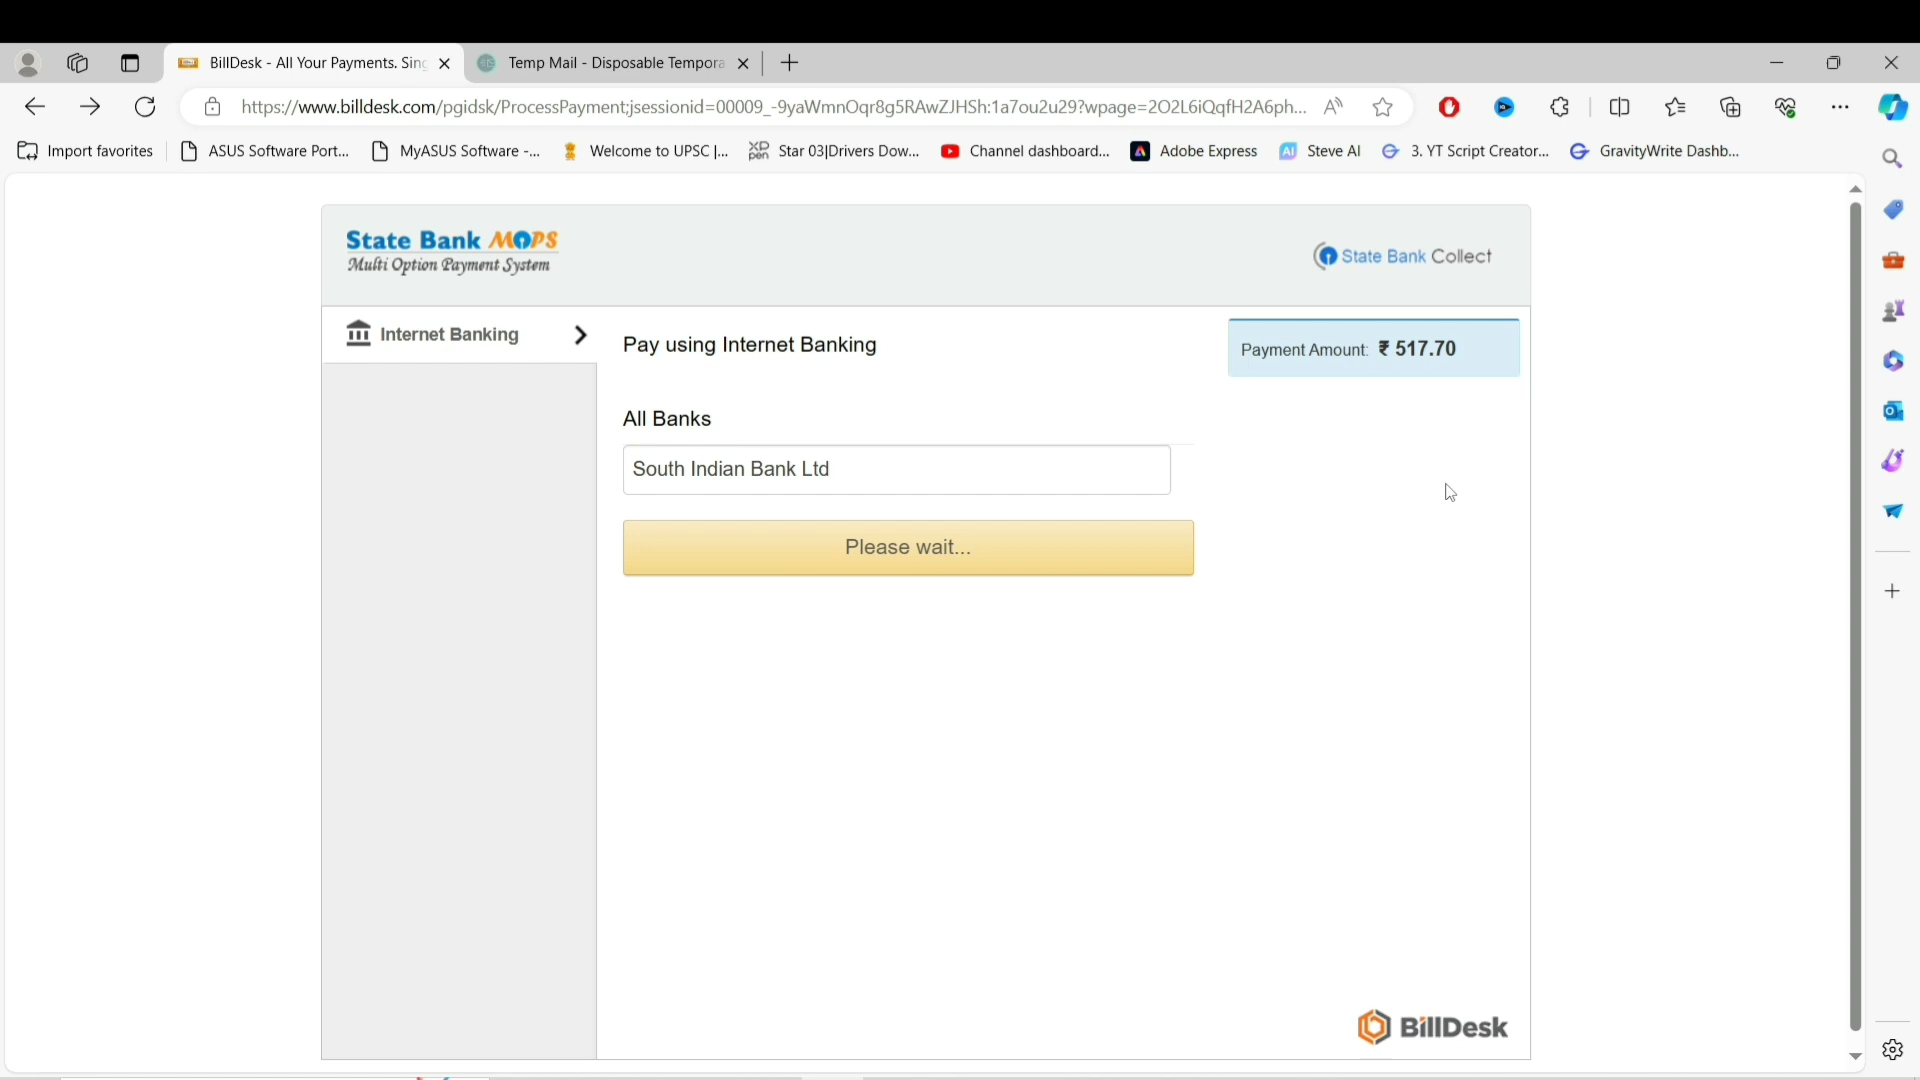 BillDesk - All Your Payments. Sin
Temp Mail - Disposable Tempora
https://www.billdesk.com/pgidsk/ProcessPayment;jsessionid=00009_-9yaWmnOqr8g5RAwZJHSh:1a7ou2u29?wpage=2O2L6iQqfH2A6ph...
Import favorites
ASUS Software Port...
MyASUS Software -...
Welcome to UPSC |...
XP PEN
Star 03|Drivers Dow...
Channel dashboard...
Adobe Express
AI
Steve AI
3. YT Script Creator...
GravityWrite Dashb...
State Bank MOPS
Multi Option Payment System
State Bank Collect
Internet Banking
Pay using Internet Banking
Payment Amount: ₹ 517.70
All Banks
South Indian Bank Ltd
Please wait...
BillDesk